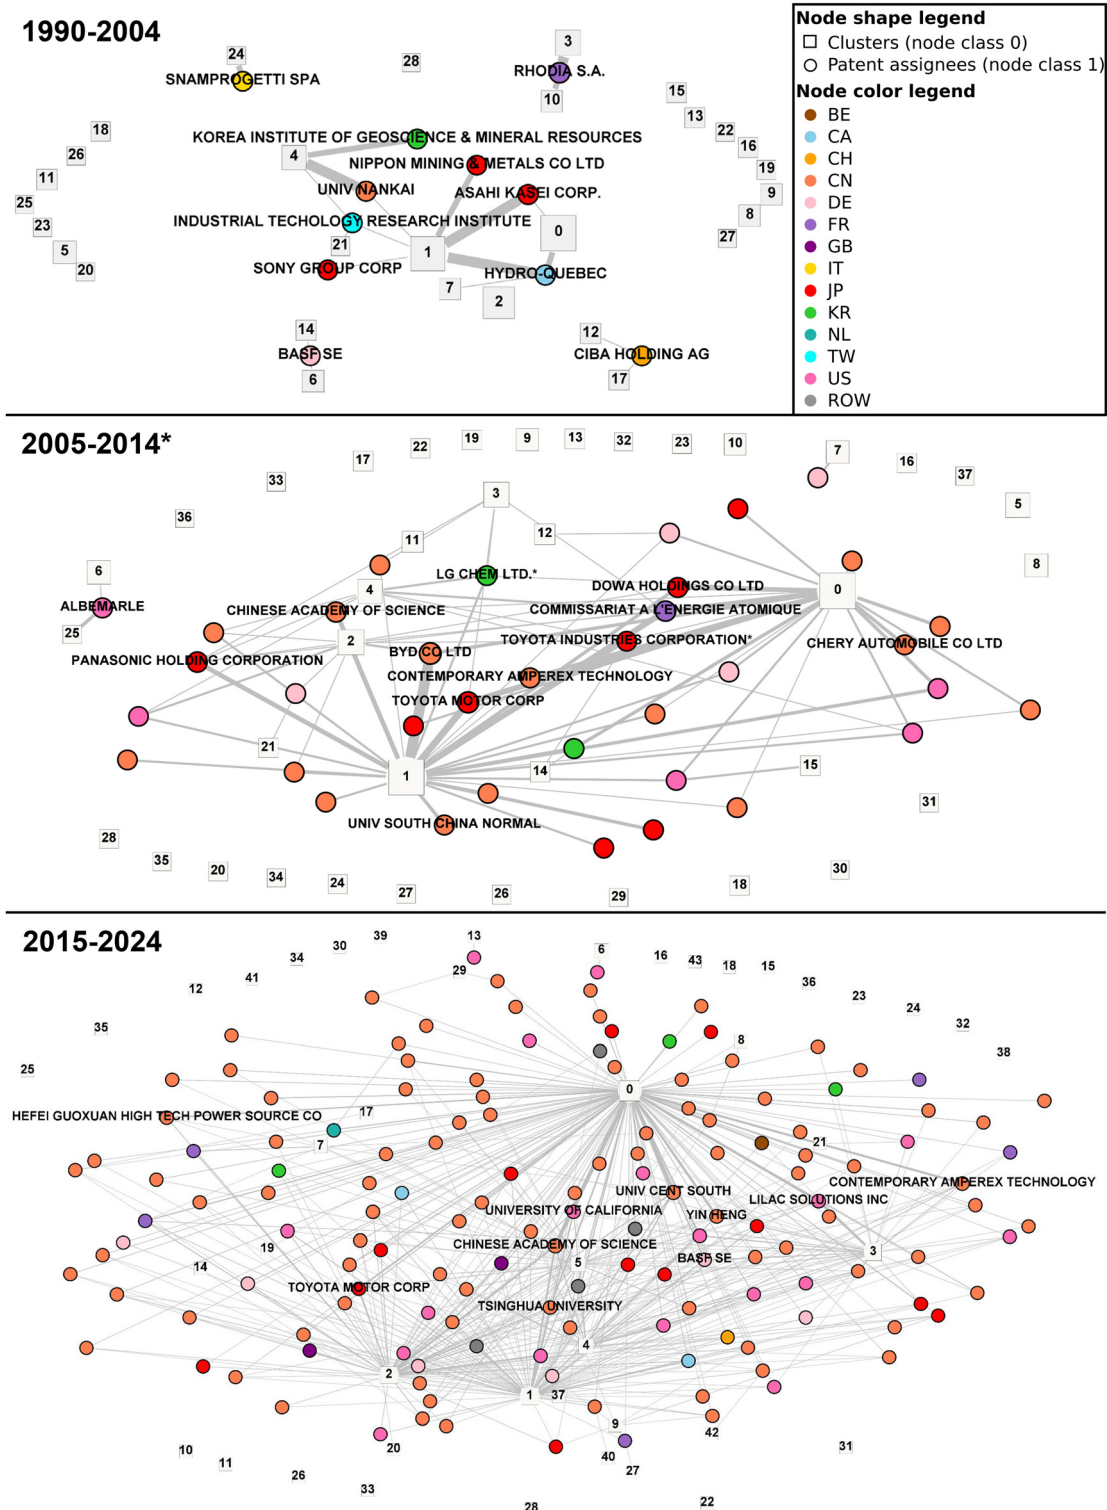 1990-2004
Node shape legend
Clusters (node class 0)
Patent assignees (node class 1)
Node color legend
BE
CA
CH
CN
DE
FR
GB
IT
JP
KR
NL
TW
US
ROW
24
SNAMPROGETTI SPA
28
3
RHODIA S.A.
10
15
13
22
16
19
9
8
27
18
26
11
25
23
5
20
KOREA INSTITUTE OF GEOSCIENCE & MINERAL RESOURCES
4
NIPPON MINING & METALS CO LTD
UNIV NANKAI
ASAHI KASEI CORP.
INDUSTRIAL TECHOLOGY RESEARCH INSTITUTE
0
21
1
SONY GROUP CORP
HYDRO-QUEBEC
7
2
14
BASF SE
6
12
CIBA HOLDING AG
17
2005-2014*
22
19
9
13
32
23
10
7
17
16
33
37
3
5
36
12
11
8
6
LG CHEM LTD.*
4
DOWA HOLDINGS CO LTD
0
ALBEMARLE
CHINESE ACADEMY OF SCIENCE
COMMISSARIAT A L'ENERGIE ATOMIQUE
25
2
TOYOTA INDUSTRIES CORPORATION*
CHERY AUTOMOBILE CO LTD
BYD CO LTD
PANASONIC HOLDING CORPORATION
CONTEMPORARY AMPEREX TECHNOLOGY
TOYOTA MOTOR CORP
21
1
14
15
31
UNIV SOUTH CHINA NORMAL
28
35
20
34
24
27
26
29
18
30
2015-2024
39
13
30
6
34
16
43
18
15
29
41
36
12
23
24
35
32
8
38
25
0
17
HEFEI GUOXUAN HIGH TECH POWER SOURCE CO
7
21
CONTEMPORARY AMPEREX TECHNOLOGY
UNIV CENT SOUTH
LILAC SOLUTIONS INC
UNIVERSITY OF CALIFORNIA
YIN HENG
19
CHINESE ACADEMY OF SCIENCE
3
BASF SE
5
14
TOYOTA MOTOR CORP
TSINGHUA UNIVERSITY
4
2
1
37
9
42
20
31
10
40
11
27
26
33
28
22